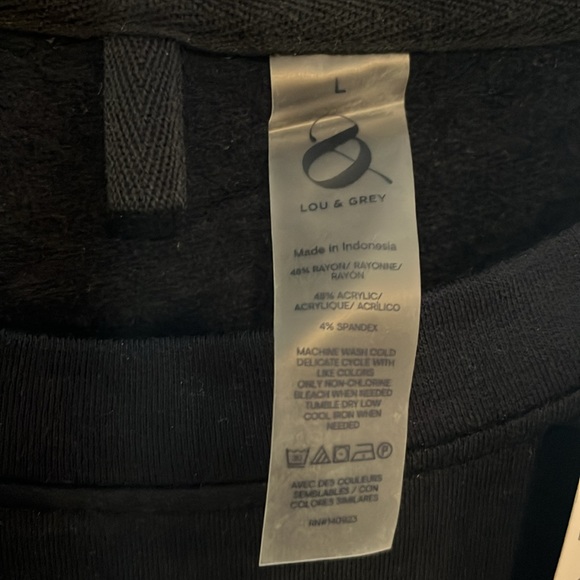 L
&
LOU & GREY
Made in Indonesia
48% RAYON/ RAYONNE/
RAYÓN
48% ACRYLIC/
ACRYLIQUE/ ACRÍLICO
4% SPANDEX
MACHINE WASH COLD
DELICATE CYCLE WITH
LIKE COLORS
ONLY NON-CHLORINE
BLEACH WHEN NEEDED
TUMBLE DRY LOW
COOL IRON WHEN
NEEDED
P
AVEC DES COULEURS
SEMBLABLES / CON
COLORES SIMILARES